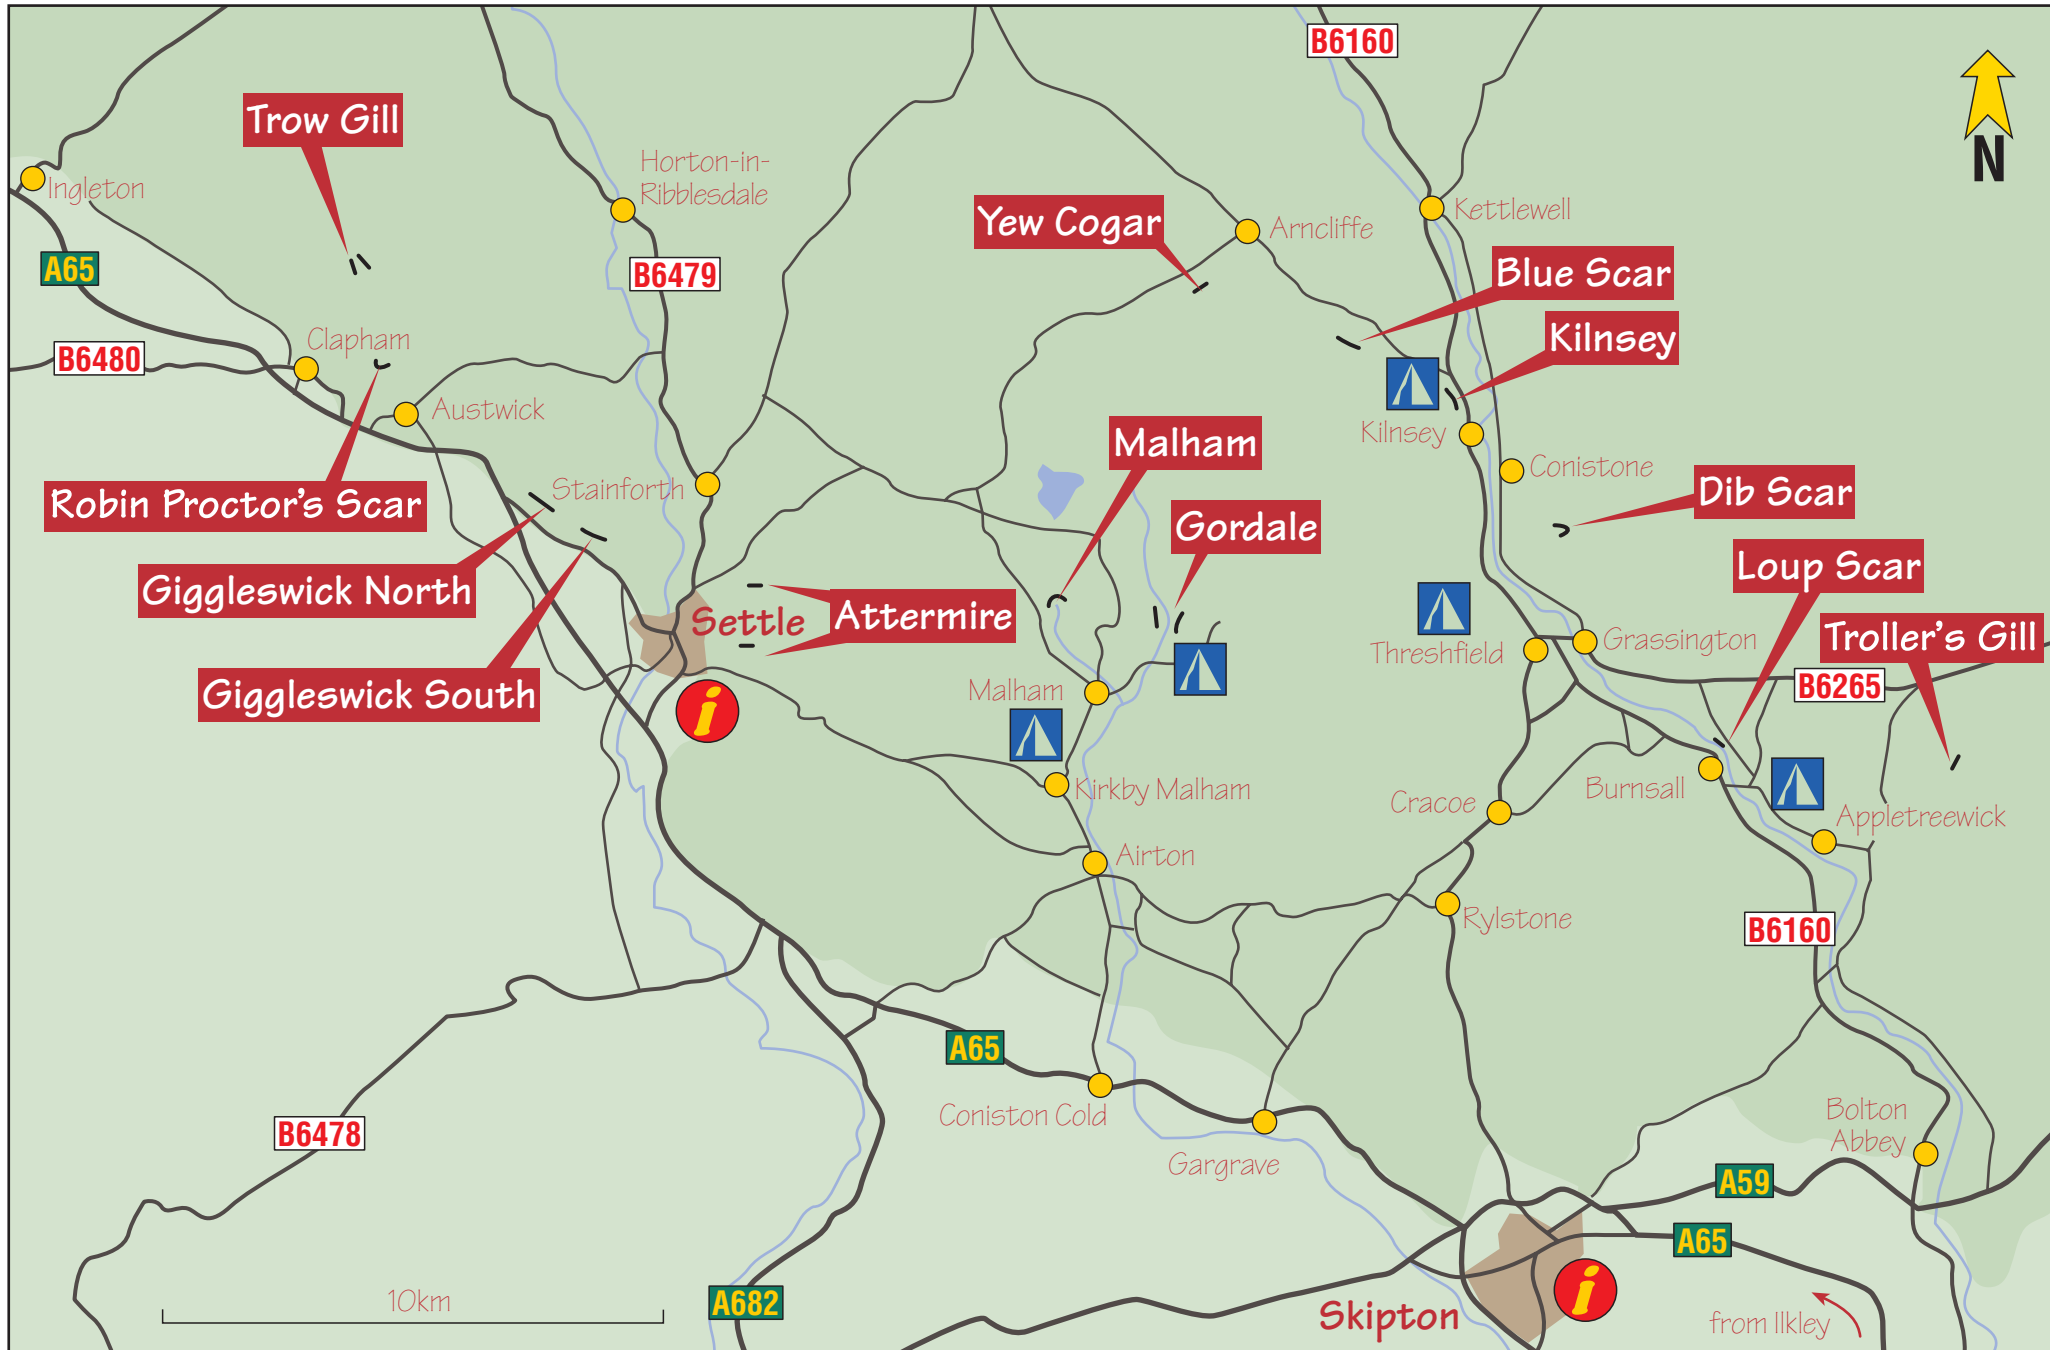 B6160
Trow Gill
N
Horton-in-
Ribblesdale
Ingleton
Yew Cogar
Kettlewell
Arncliffe
A65
B6479
Blue Scar
Clapham
Kilnsey
B6480
Austwick
Kilnsey
Malham
Conistone
Stainforth
Dib Scar
Robin Proctor's Scar
Gordale
Loup Scar
Giggleswick North
Attermire
Settle
Troller's Gill
Grassington
Threshfield
Malham
B6265
Giggleswick South
i
Kirkby Malham
Burnsall
Cracoe
Appletreewick
Airton
Rylstone
B6160
A65
Coniston Cold
Bolton
Abbey
B6478
Gargrave
A59
A65
10km
A682
i
Skipton
from Ilkley